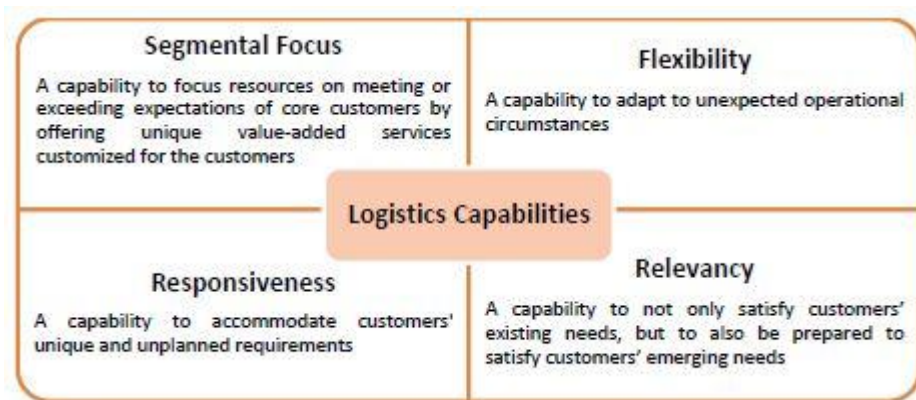 Segmental Focus
A capability to focus resources on meeting or
exceeding expectations of core customers by
offering unique value-added services
customized for the customers
Flexibility
A capability to adapt to unexpected operational
circumstances
Logistics Capabilities
Responsiveness
A capability to accommodate customers'
unique and unplanned requirements
Relevancy
A capability to not only satisfy customers’
existing needs, but to also be prepared to
satisfy customers’ emerging needs